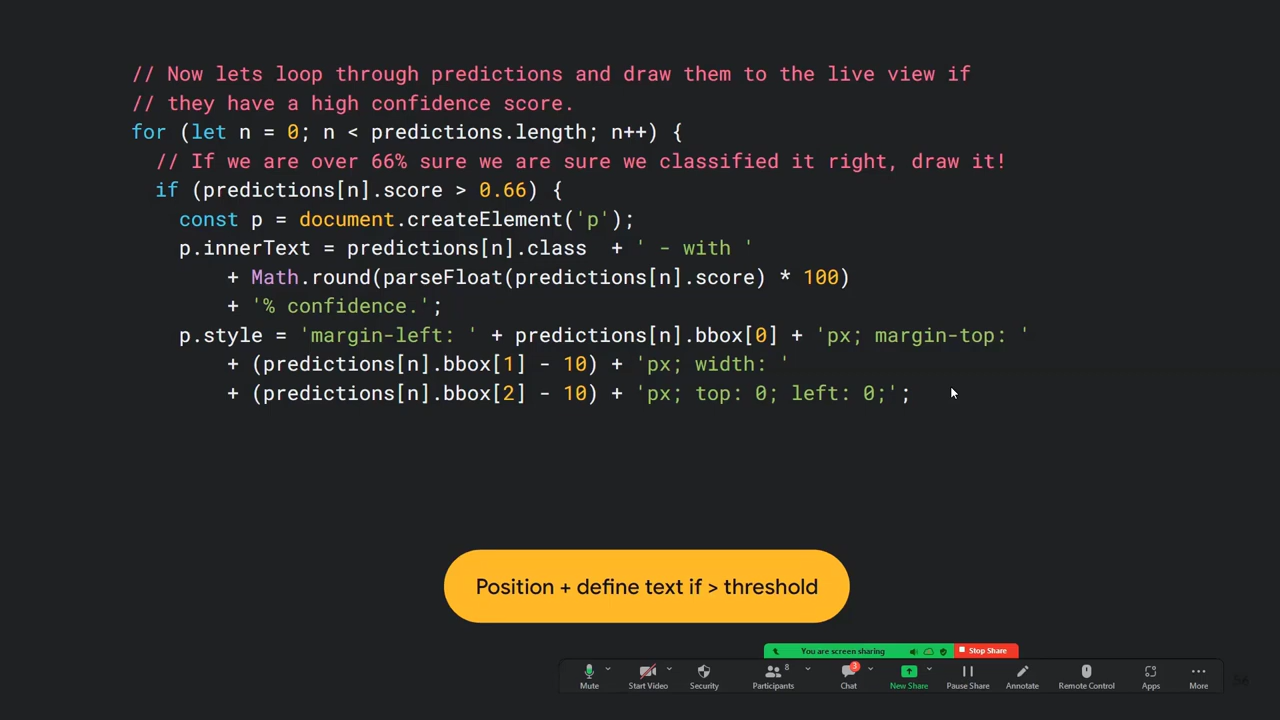 // Now lets loop through predictions and draw them to the live view if
// they have a high confidence score.
for (let n = 0; n < predictions.length; n++) {
  // If we are over 66% sure we are sure we classified it right, draw it!
  if (predictions[n].score > 0.66) {
    const p = document.createElement('p');
    p.innerText = predictions[n].class  + ' - with '
        + Math.round(parseFloat(predictions[n].score) * 100)
        + '% confidence.';
    p.style = 'margin-left: ' + predictions[n].bbox[0] + 'px; margin-top: '
        + (predictions[n].bbox[1] - 10) + 'px; width: '
        + (predictions[n].bbox[2] - 10) + 'px; top: 0; left: 0;';
Position + define text if > threshold
You are screen sharing Stop Share
8 3
Mute Start Video Security Participants Chat New Share Pause Share Annotate Remote Control Apps More